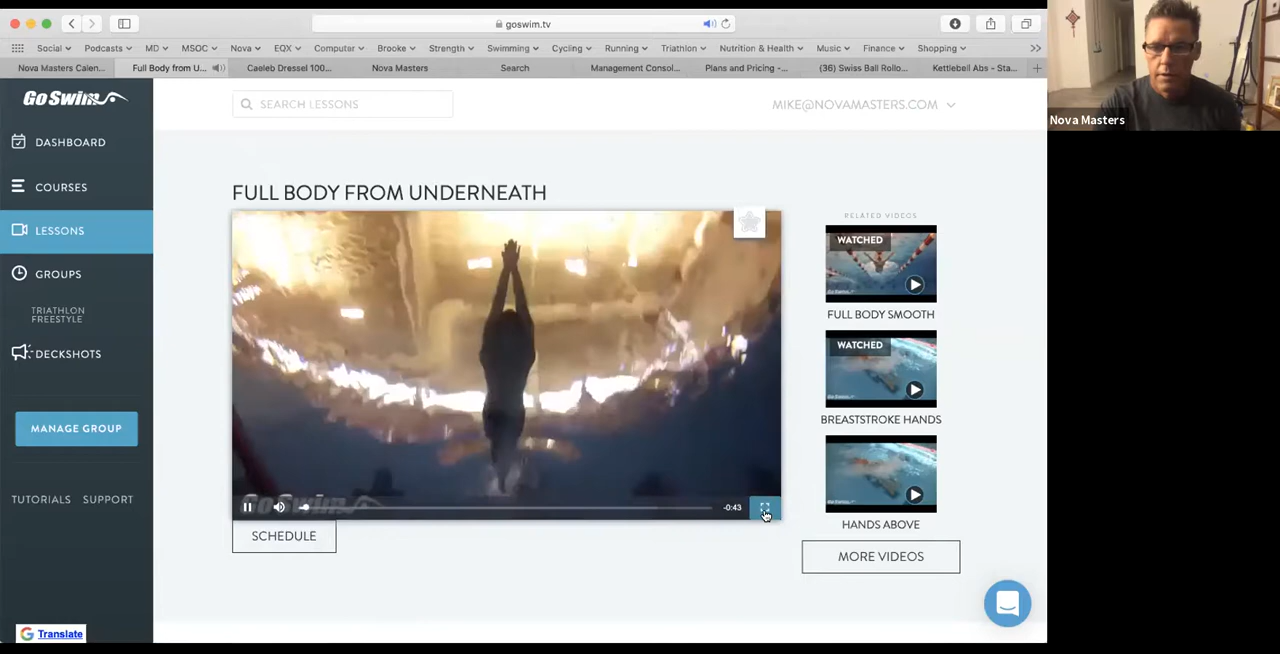 goswim.tv
Social Podcasts MD MSOC Nova EQX Computer Brooke Strength Swimming Cycling Running Triathlon Nutrition & Health Music Finance Shopping
Nova Masters Calen... Full Body from U... Caeleb Dressel 100... Nova Masters Search Management Consol... Plans and Pricing -... (36) Swiss Ball Rollo... Kettlebell Abs - Sta...
Nova Masters
GO SWIM
SEARCH LESSONS
MIKE@NOVAMASTERS.COM
DASHBOARD
COURSES
LESSONS
GROUPS
TRIATHLON
FREESTYLE
DECKSHOTS
MANAGE GROUP
TUTORIALS SUPPORT
Translate
FULL BODY FROM UNDERNEATH
GO SWIM
-0:43
SCHEDULE
RELATED VIDEOS
WATCHED
FULL BODY SMOOTH
WATCHED
BREASTSTROKE HANDS
HANDS ABOVE
MORE VIDEOS